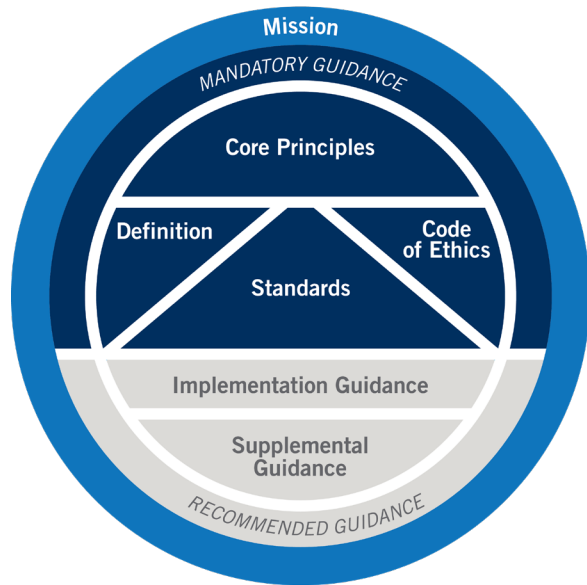 Mission
MANDATORY GUIDANCE
Core Principles
Definition
Code
of Ethics
Standards
Implementation Guidance
Supplemental
Guidance
RECOMMENDED GUIDANCE